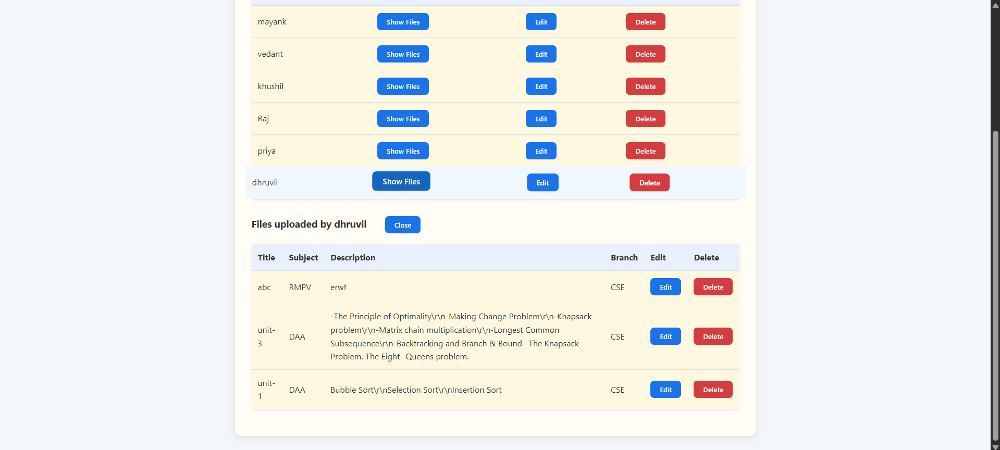 mayank Show Files Edit Delete
vedant Show Files Edit Delete
khushil Show Files Edit Delete
Raj Show Files Edit Delete
priya Show Files Edit Delete
dhruvil Show Files Edit Delete
Files uploaded by dhruvil Close
Title Subject Description Branch Edit Delete
abc RMPV erwf CSE Edit Delete
unit-
3
DAA
-The Principle of Optimality\r\n-Making Change Problem\r\n-Knapsack
problem\r\n-Matrix chain multiplication\r\n-Longest Common
Subsequence\r\n-Backtracking and Branch & Bound– The Knapsack
Problem, The Eight -Queens problem.
CSE Edit Delete
unit-
1
DAA Bubble Sort\r\nSelection Sort\r\nInsertion Sort CSE Edit Delete